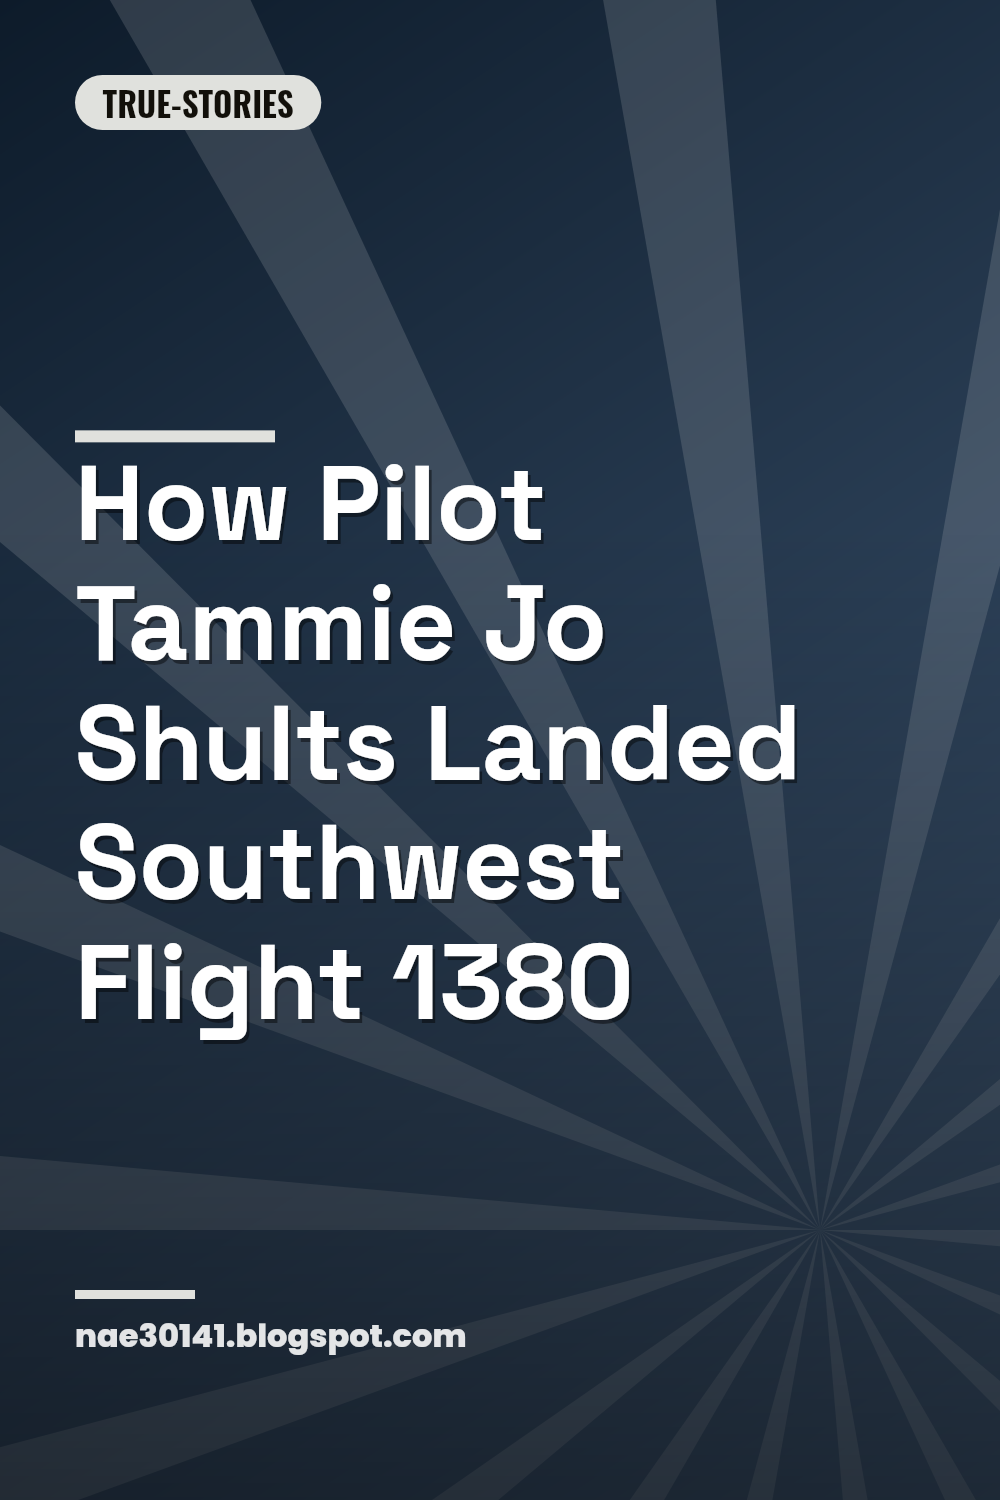 TRUE-STORIES
How Pilot
Tammie Jo
Shults Landed
Southwest
Flight 1380
nae30141.blogspot.com